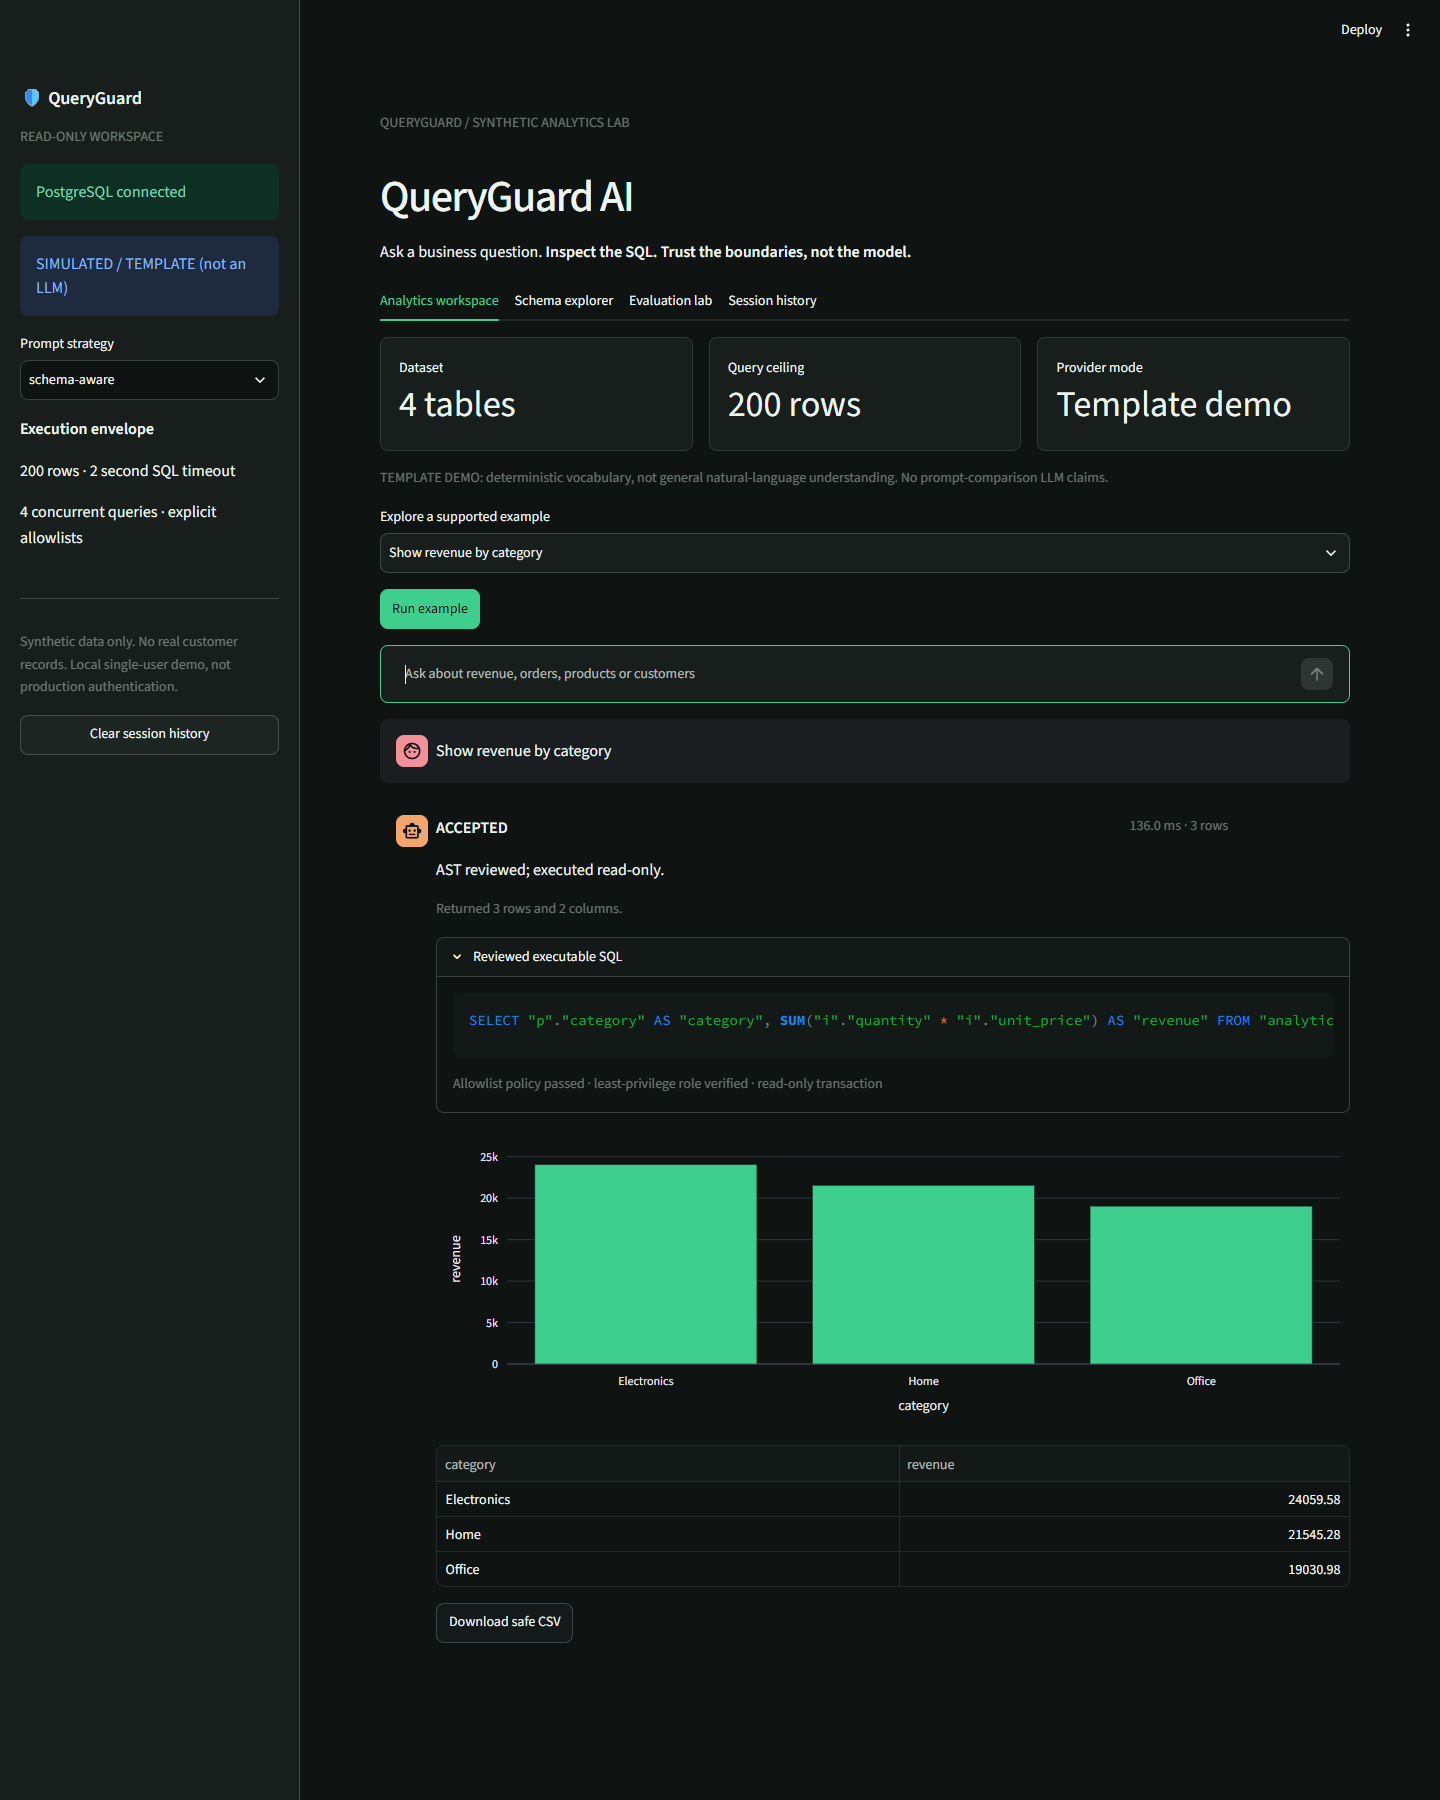 Deploy
QueryGuard
READ-ONLY WORKSPACE
PostgreSQL connected
SIMULATED / TEMPLATE (not an
LLM)
Prompt strategy
schema-aware
Execution envelope
200 rows · 2 second SQL timeout
4 concurrent queries · explicit
allowlists
Synthetic data only. No real customer
records. Local single-user demo, not
production authentication.
Clear session history
QUERYGUARD / SYNTHETIC ANALYTICS LAB
QueryGuard AI
Ask a business question. Inspect the SQL. Trust the boundaries, not the model.
Analytics workspace Schema explorer Evaluation lab Session history
Dataset
4 tables
Query ceiling
200 rows
Provider mode
Template demo
TEMPLATE DEMO: deterministic vocabulary, not general natural-language understanding. No prompt-comparison LLM claims.
Explore a supported example
Show revenue by category
Run example
Ask about revenue, orders, products or customers
Show revenue by category
ACCEPTED
136.0 ms · 3 rows
AST reviewed; executed read-only.
Returned 3 rows and 2 columns.
Reviewed executable SQL
SELECT "p"."category" AS "category", SUM("i"."quantity" * "i"."unit_price") AS "revenue" FROM "analytic
Allowlist policy passed · least-privilege role verified · read-only transaction
25k
20k
15k
10k
5k
0
revenue
Electronics Home Office
category
category revenue
Electronics 24059.58
Home 21545.28
Office 19030.98
Download safe CSV